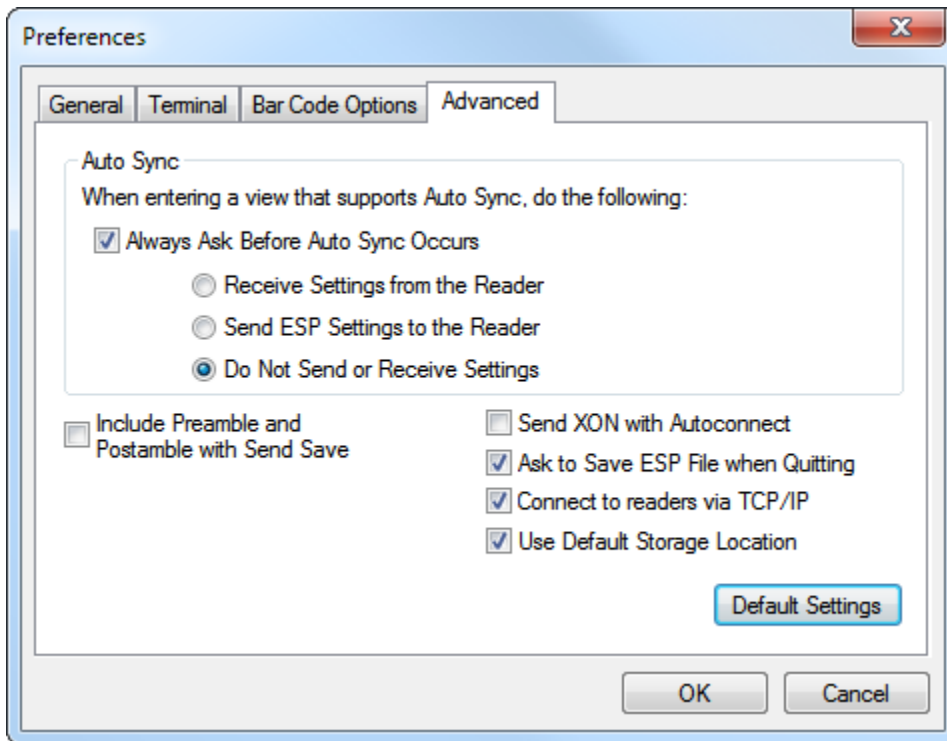 Preferences
General Terminal Bar Code Options Advanced
Auto Sync
When entering a view that supports Auto Sync, do the following:
Always Ask Before Auto Sync Occurs
Receive Settings from the Reader
Send ESP Settings to the Reader
Do Not Send or Receive Settings
Include Preamble and
Postamble with Send Save
Send XON with Autoconnect
Ask to Save ESP File when Quitting
Connect to readers via TCP/IP
Use Default Storage Location
Default Settings
OK Cancel